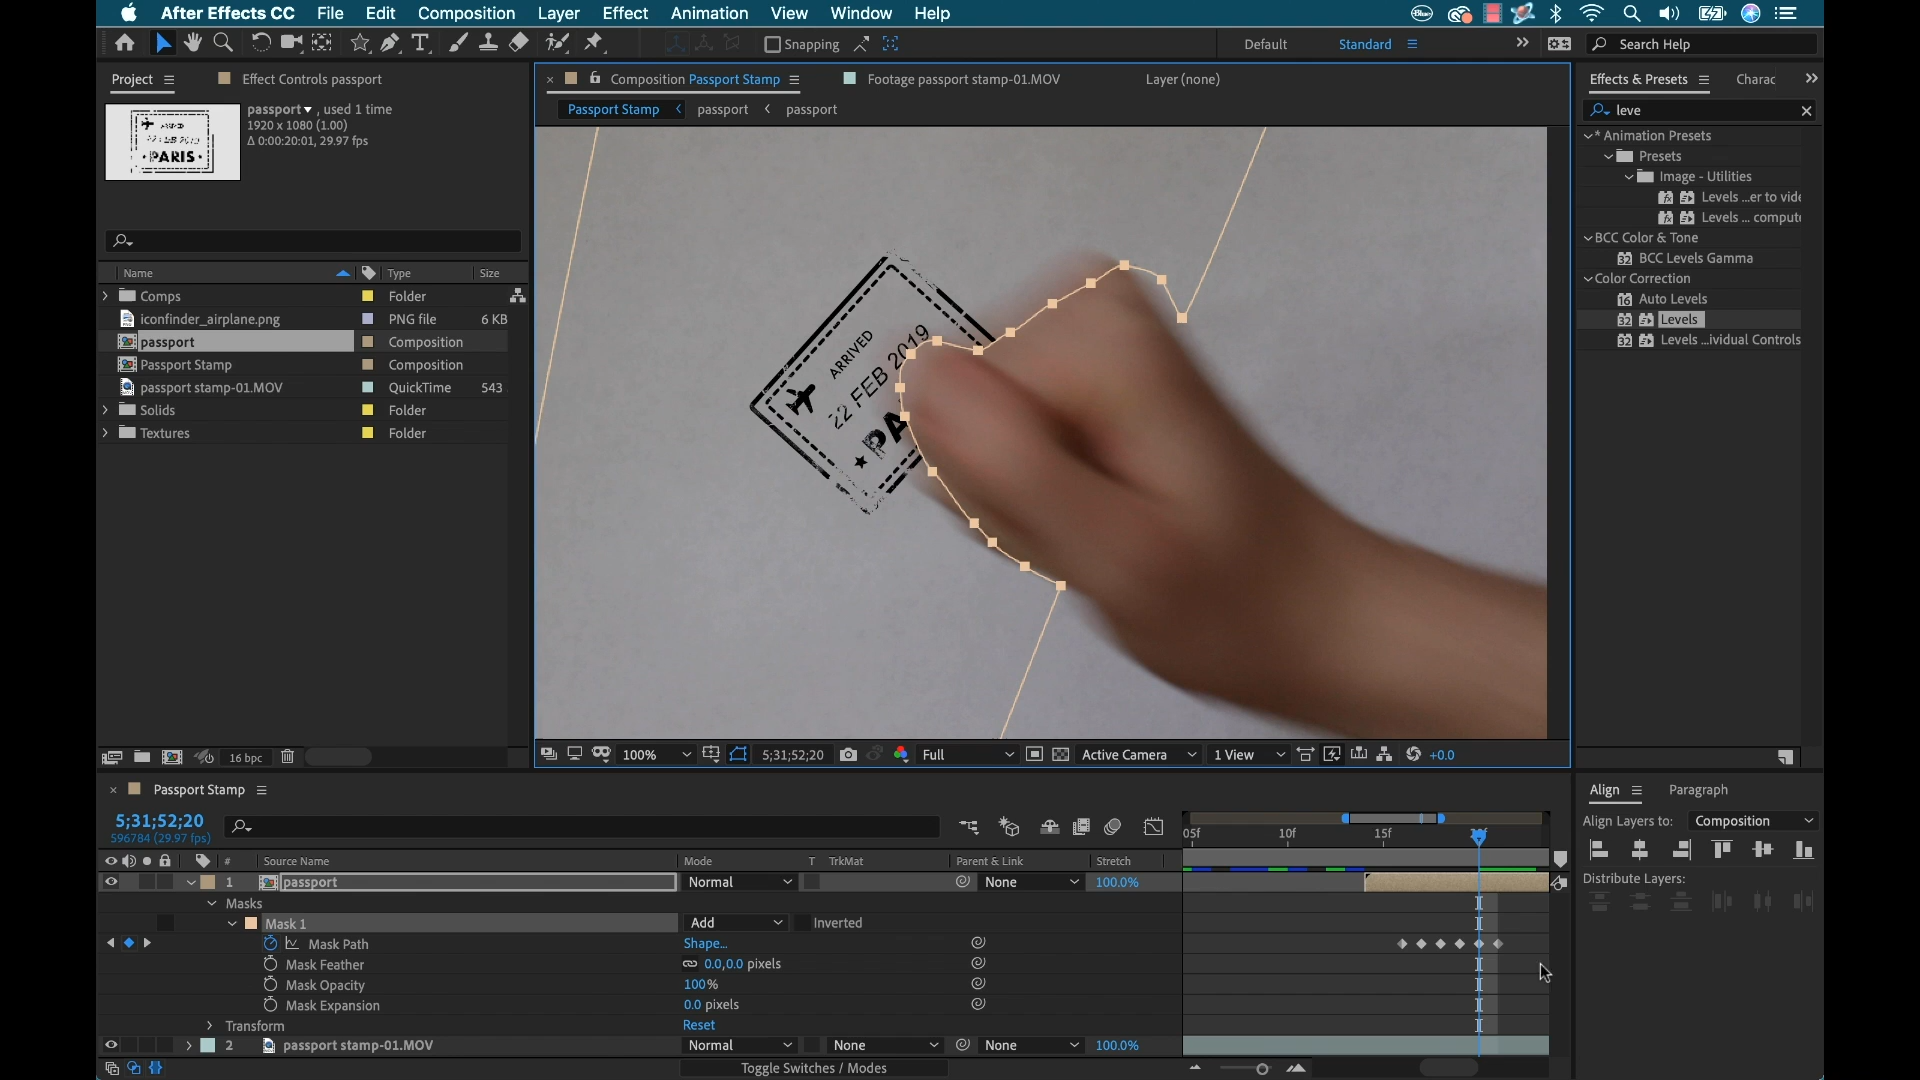 After Effects CC File Edit Composition Layer Effect Animation View Window Help
Snapping Default Standard Search Help
Project Effect Controls passport
Composition Passport Stamp Footage passport stamp-01.MOV Layer (none)
Effects & Presets Charac
passport , used 1 time
1920 x 1080 (1.00)
Δ 0:00:20:01, 29.97 fps
Passport Stamp passport passport
leve
* Animation Presets
Presets
Image - Utilities
Levels ...er to vide
Levels ... compute
BCC Color & Tone
BCC Levels Gamma
Color Correction
Auto Levels
Levels
Levels ...ividual Controls
Name Type Size
Comps Folder
iconfinder_airplane.png PNG file 6 KB
passport Composition
Passport Stamp Composition
passport stamp-01.MOV QuickTime 543
Solids Folder
Textures Folder
ARRIVED
22 FEB 2019
PA
PARIS
16 bpc
100% 5;31;52;20 Full Active Camera 1 View +0.0
Passport Stamp
5;31;52;20
596784 (29.97 fps)
05f 10f 15f
# Source Name Mode T TrkMat Parent & Link Stretch
1 passport Normal None 100.0%
Masks
Mask 1 Add Inverted
Mask Path Shape...
Mask Feather 0.0,0.0 pixels
Mask Opacity 100%
Mask Expansion 0.0 pixels
Transform Reset
2 passport stamp-01.MOV Normal None None 100.0%
Toggle Switches / Modes
Align Paragraph
Align Layers to: Composition
Distribute Layers: